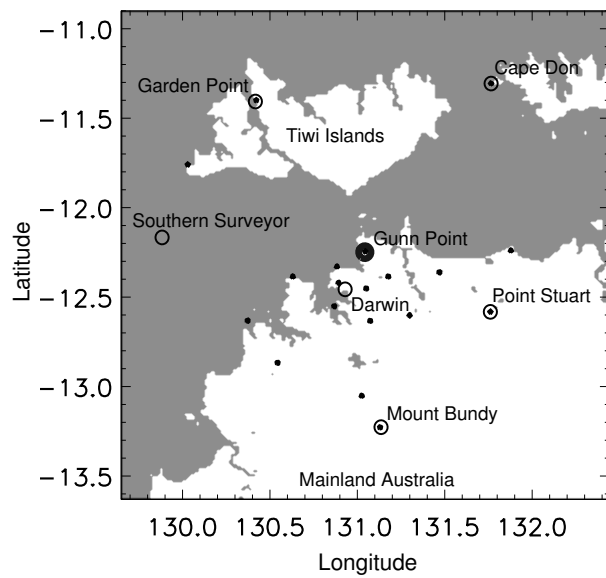 −11.0
Cape Don
Garden Point
−11.5
Tiwi Islands
−12.0
Southern Surveyor
Gunn Point
Latitude
−12.5
Darwin
Point Stuart
−13.0
Mount Bundy
−13.5
Mainland Australia
130.0 130.5 131.0 131.5 132.0
Longitude